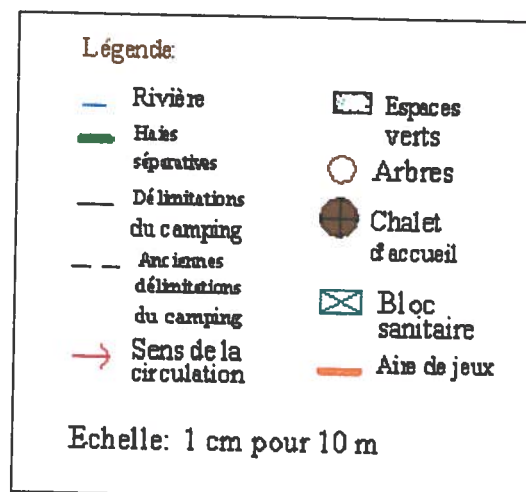 Légende:
Rivière
Haies
séparatives
Délimitations
du camping
Anciennes
délimitations
du camping
Sens de la
circulation
Espaces
verts
Arbres
Chalet
d'accueil
Bloc
sanitaire
Aire de jeux
Echelle: 1 cm pour 10 m